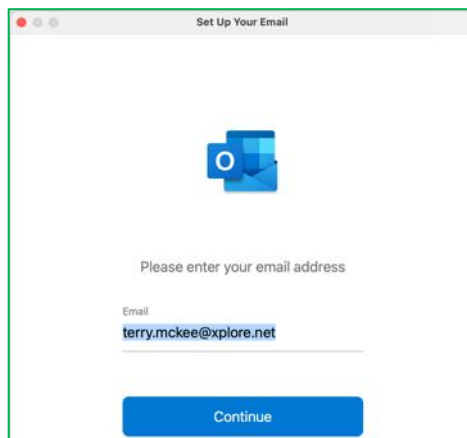 Set Up Your Email
O
Please enter your email address
Email
terry.mckee@xplore.net
Continue